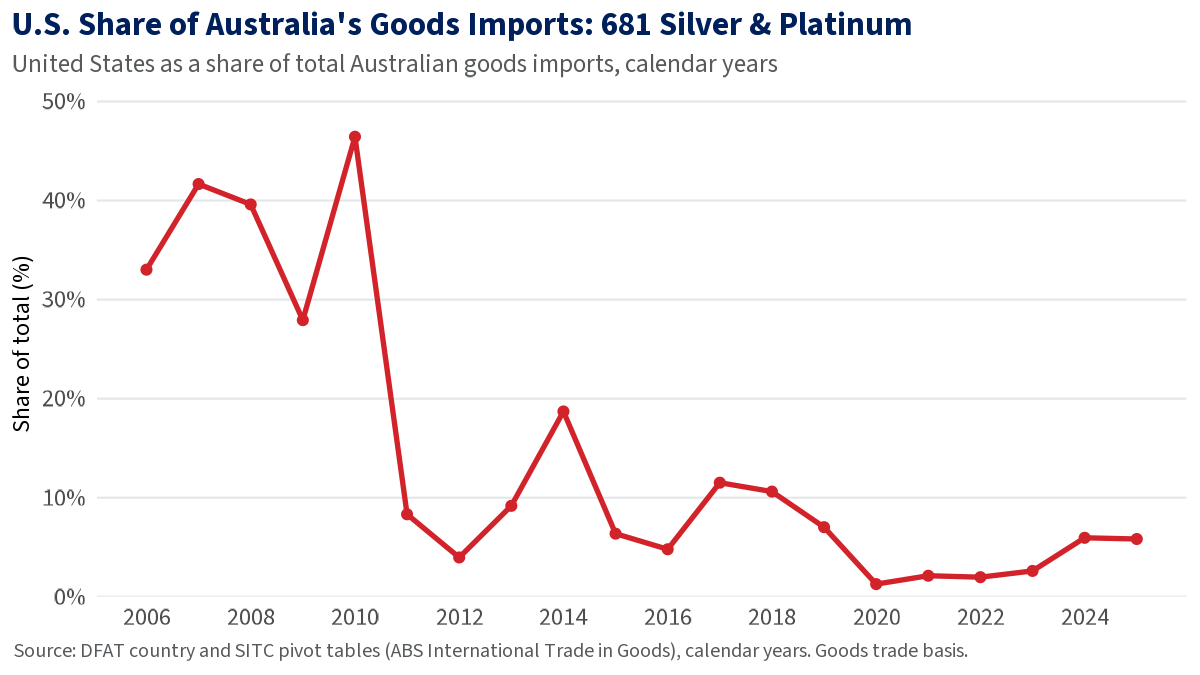 U.S. Share of Australia's Goods Imports: 681 Silver & Platinum
United States as a share of total Australian goods imports, calendar years
Share of total (%)
50%
40%
30%
20%
10%
0%
2006 2008 2010 2012 2014 2016 2018 2020 2022 2024
Source: DFAT country and SITC pivot tables (ABS International Trade in Goods), calendar years. Goods trade basis.